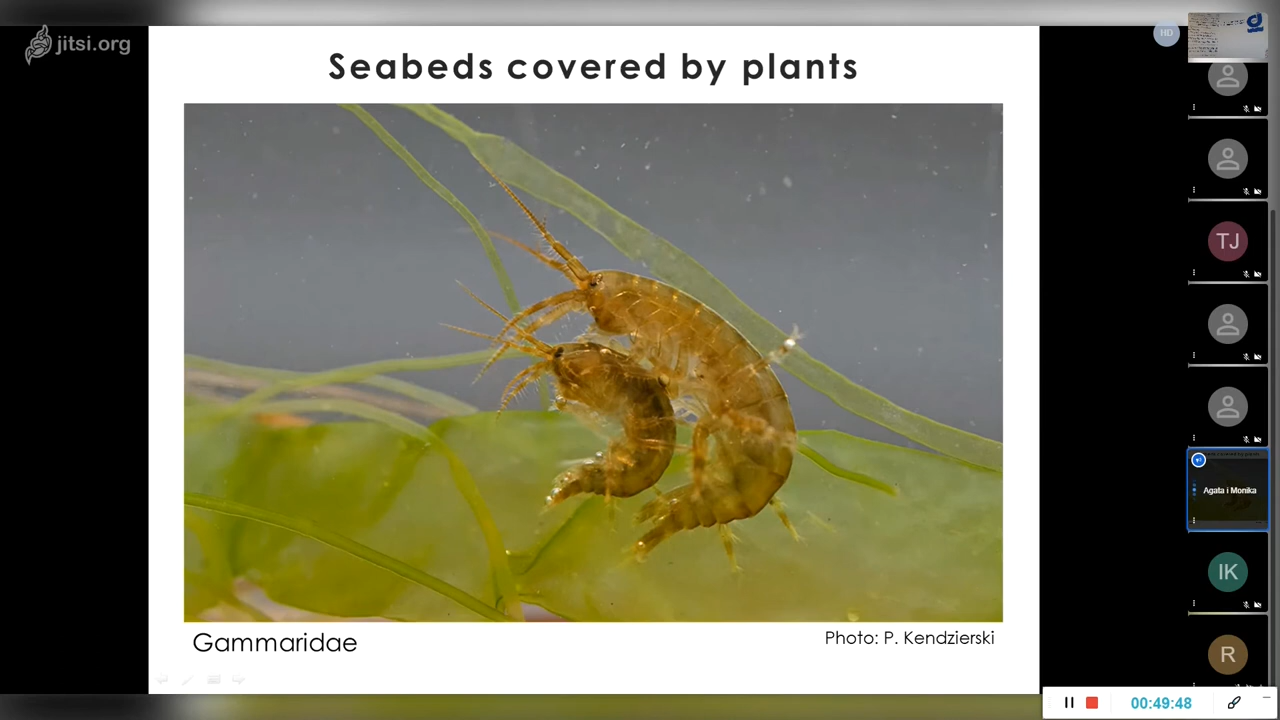 jitsi.org
HD
Seabeds covered by plants
TJ
Agata i Monika
IK
Gammaridae
Photo: P. Kendzierski
R
00:49:48